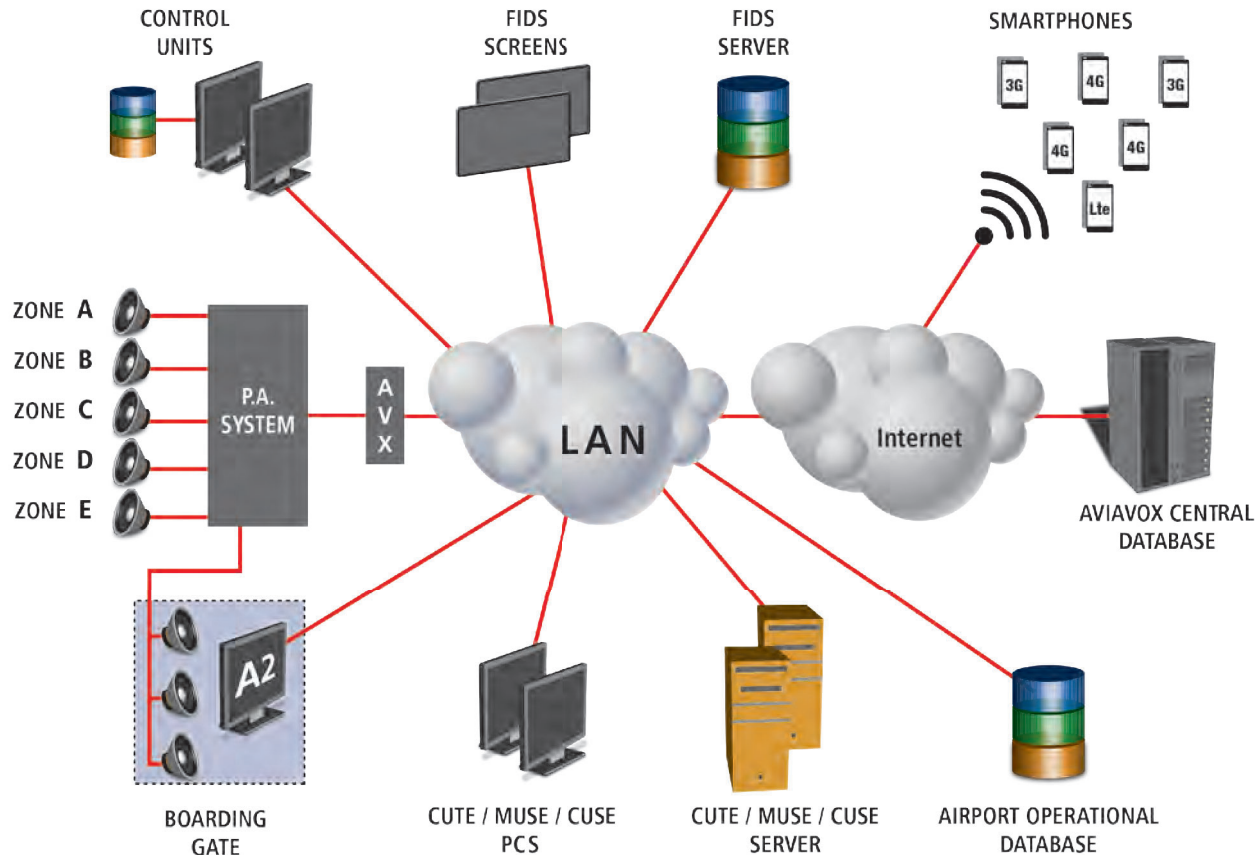 CONTROL
UNITS
FIDS
SCREENS
FIDS
SERVER
SMARTPHONES
3G
4G
3G
4G
4G
Lte
ZONE A
ZONE B
ZONE C
ZONE D
ZONE E
P.A.
SYSTEM
A
V
X
LAN
Internet
AVIAVOX CENTRAL
DATABASE
A2
BOARDING
GATE
CUTE / MUSE / CUSE
PCS
CUTE / MUSE / CUSE
SERVER
AIRPORT OPERATIONAL
DATABASE